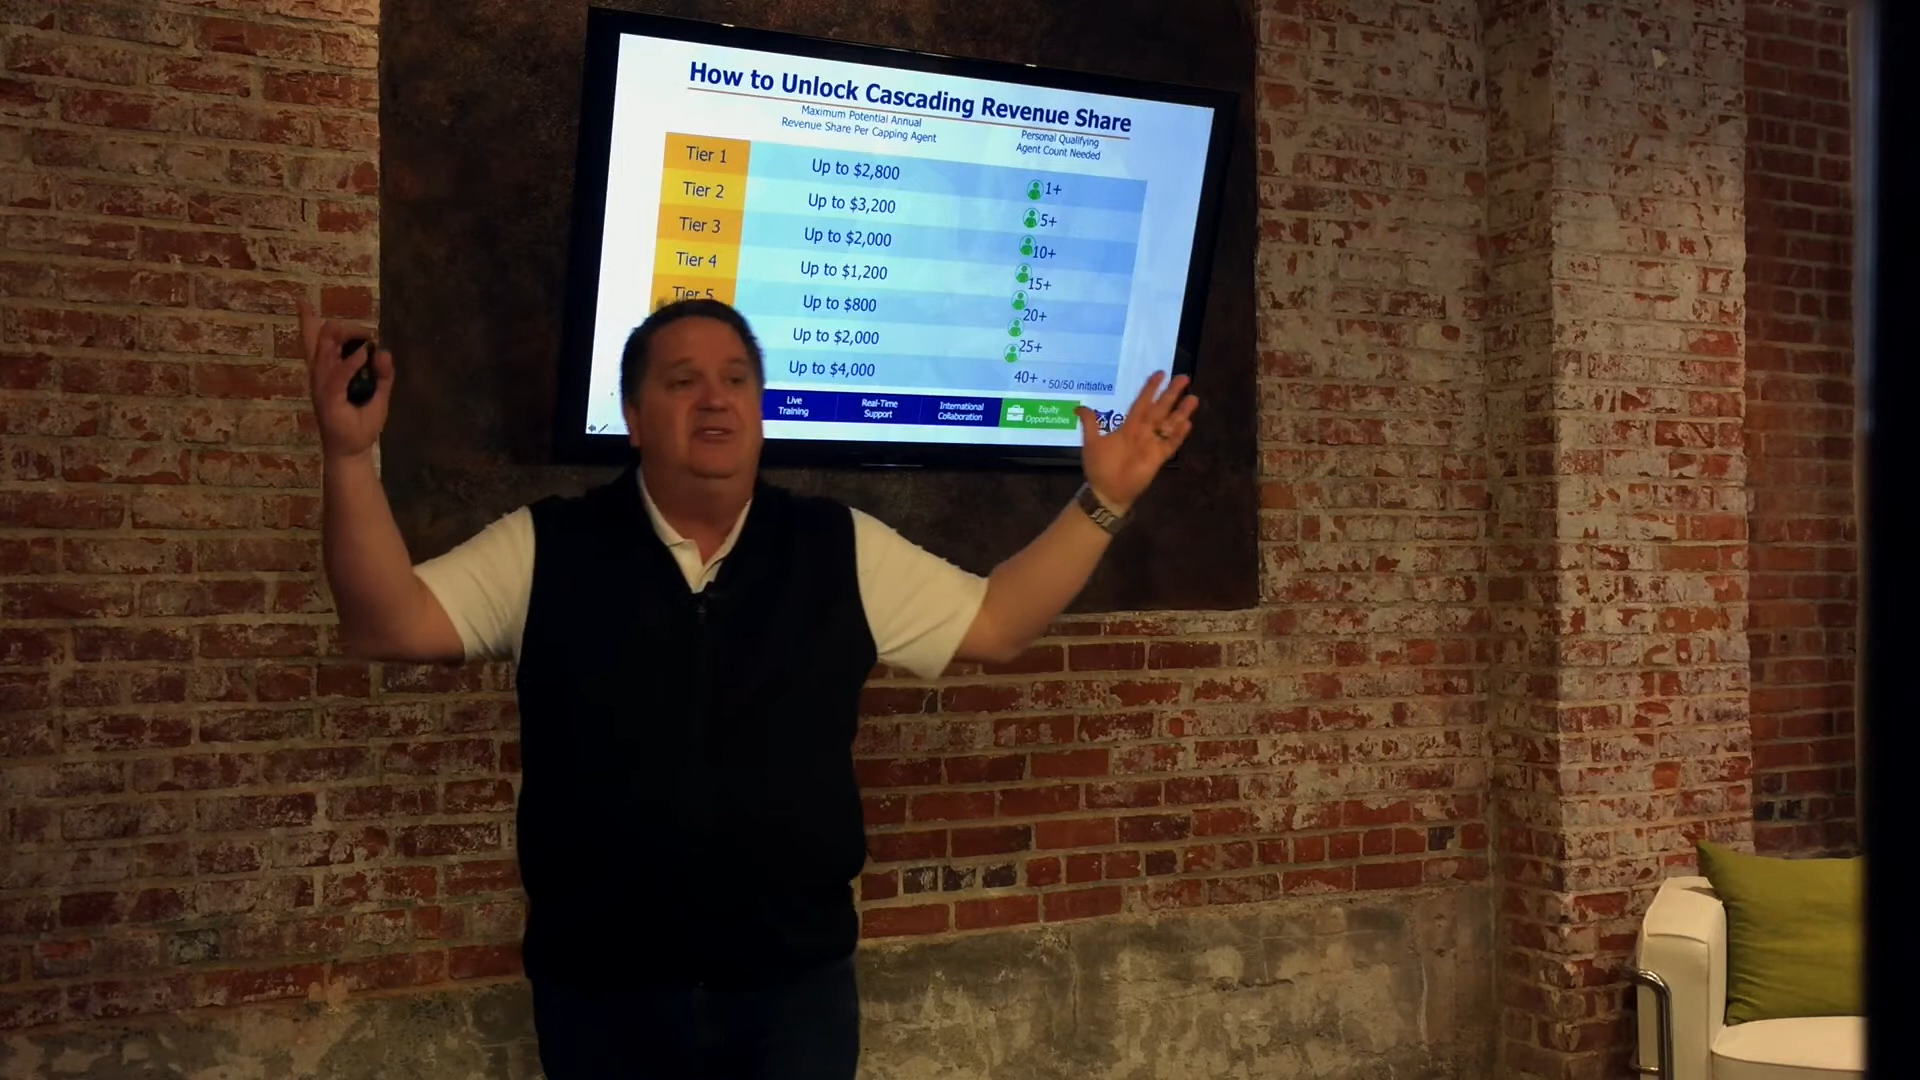 How to Unlock Cascading Revenue Share
Maximum Potential Annual
Revenue Share Per Capping Agent
Personal Qualifying
Agent Count Needed
Tier 1 Up to $2,800 1+
Tier 2 Up to $3,200 5+
Tier 3 Up to $2,000 10+
Tier 4 Up to $1,200 15+
Tier 5 Up to $800 20+
Up to $2,000 25+
Up to $4,000 40+ * 50/50 initiative
Live
Training
Real-Time
Support
International
Collaboration
Equity
Opportunities